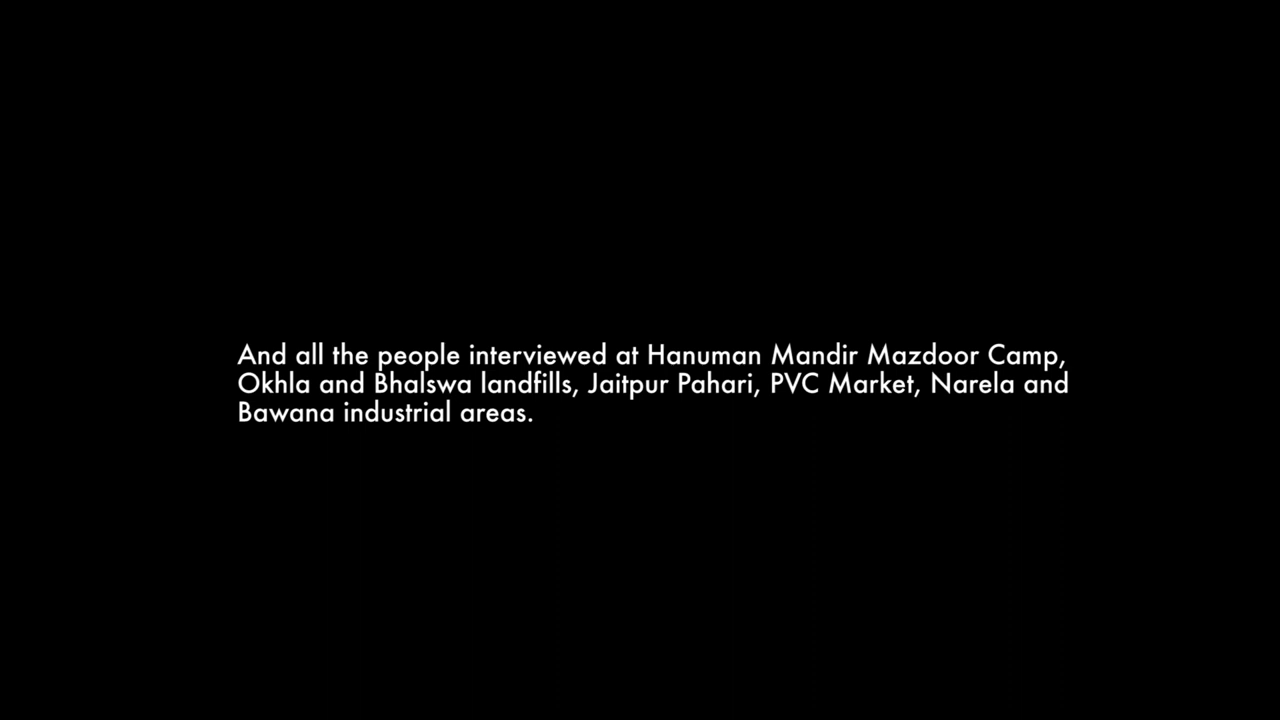 And all the people interviewed at Hanuman Mandir Mazdoor Camp,
Okhla and Bhalswa landfills, Jaitpur Pahari, PVC Market, Narela and
Bawana industrial areas.